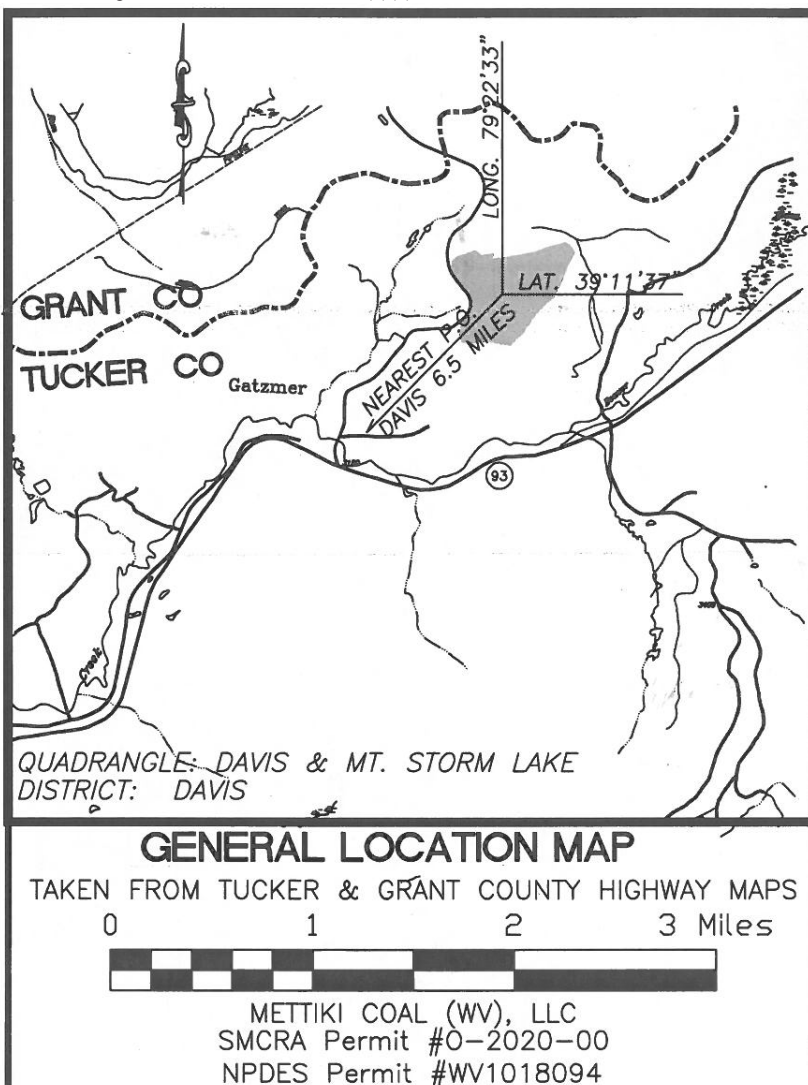 LONG. 79°22'33"
LAT. 39°11'37"
GRANT CO
TUCKER CO
Gatzmer
NEAREST P.O.
DAVIS 6.5 MILES
93
Creek
QUADRANGLE: DAVIS & MT. STORM LAKE
DISTRICT: DAVIS
GENERAL LOCATION MAP
TAKEN FROM TUCKER & GRANT COUNTY HIGHWAY MAPS
0 1 2 3 Miles
METTIKI COAL (WV), LLC
SMCRA Permit #O-2020-00
NPDES Permit #WV1018094